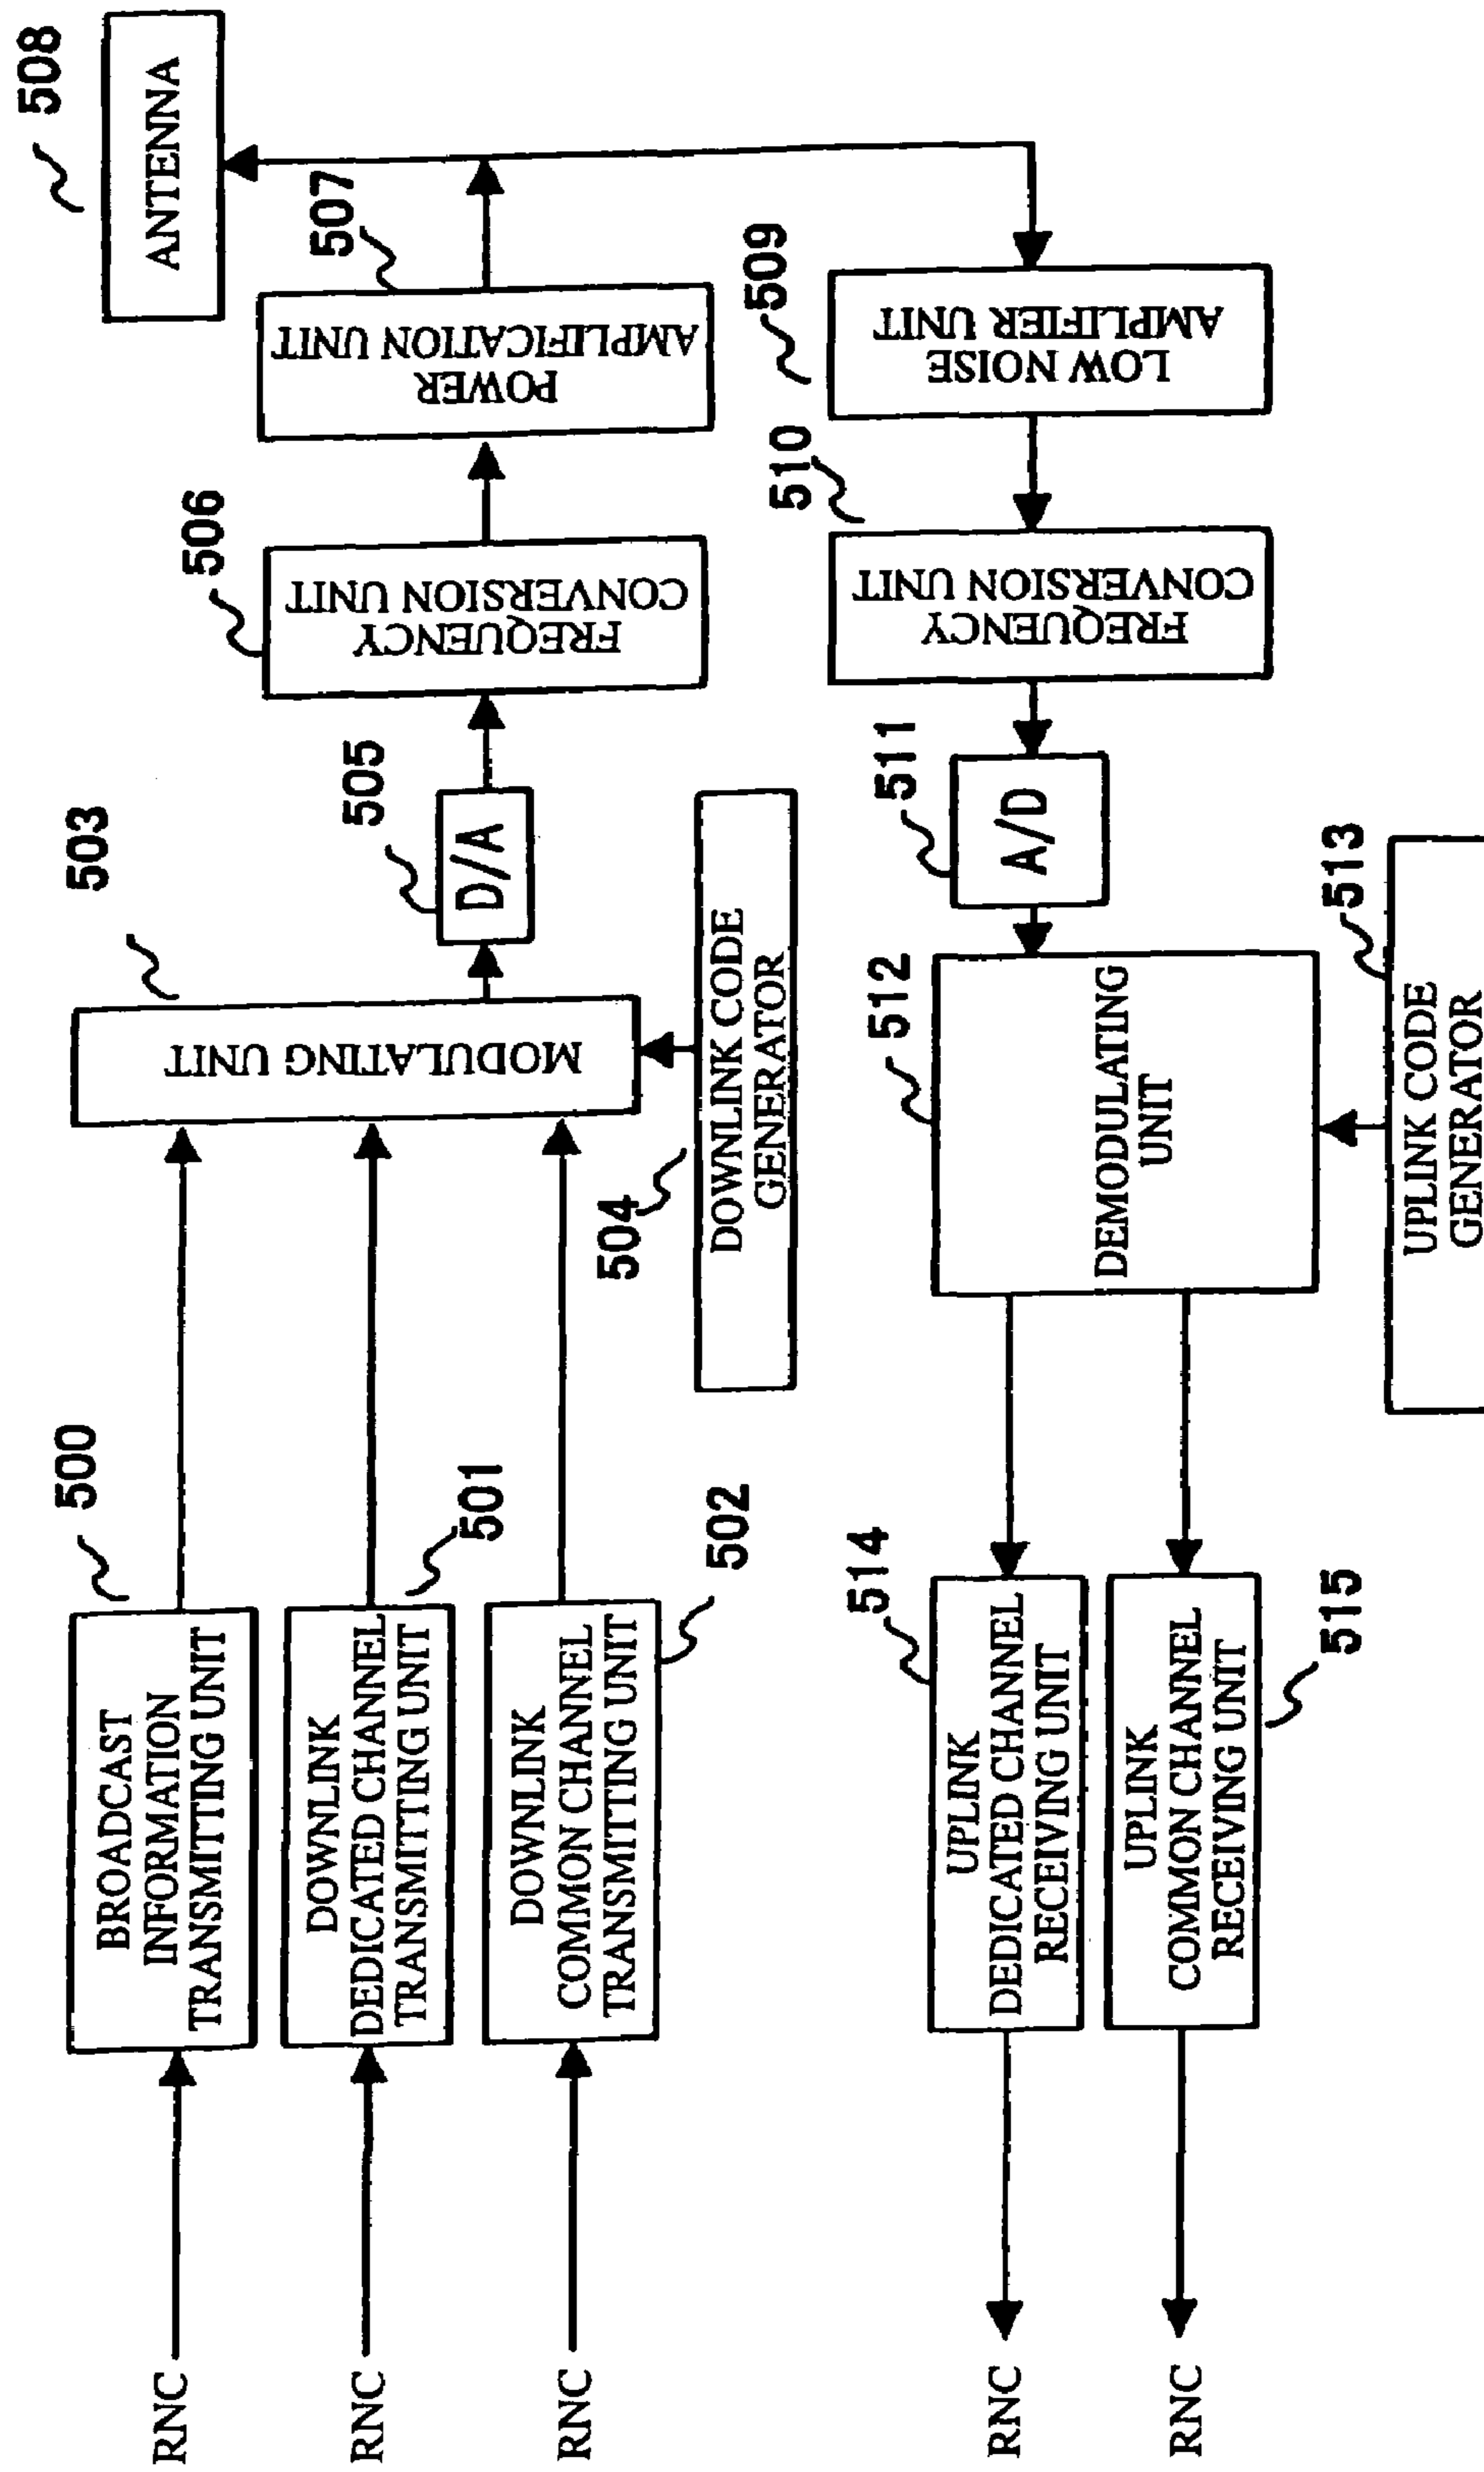 508
ANTENNA
507
POWER
AMPLIFICATION UNIT
506
FREQUENCY
CONVERSION UNIT
505
D/A
503
MODULATING UNIT
504
DOWNLINK CODE
GENERATOR
500
BROADCAST
INFORMATION
TRANSMITTING UNIT
RNC
501
DOWNLINK
DEDICATED CHANNEL
TRANSMITTING UNIT
RNC
502
DOWNLINK
COMMON CHANNEL
TRANSMITTING UNIT
RNC
509
LOW NOISE
AMPLIFIER UNIT
510
FREQUENCY
CONVERSION UNIT
511
A/D
512
DEMODULATING
UNIT
513
UPLINK CODE
GENERATOR
514
UPLINK
DEDICATED CHANNEL
RECEIVING UNIT
RNC
515
UPLINK
COMMON CHANNEL
RECEIVING UNIT
RNC